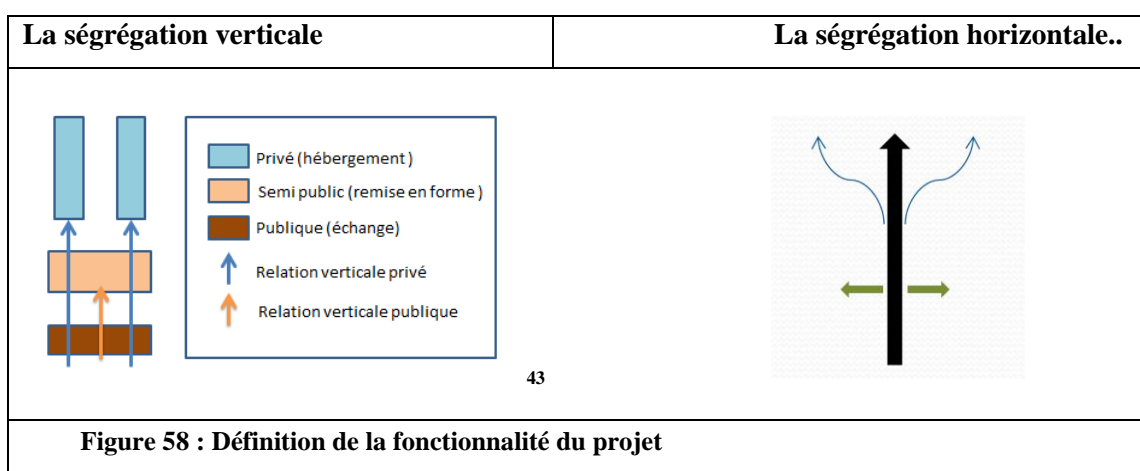 La ségrégation verticale
La ségrégation horizontale..
Privé (hébergement )
Semi public (remise en forme )
Publique (échange)
Relation verticale privé
Relation verticale publique
43
Figure 58 : Définition de la fonctionnalité du projet